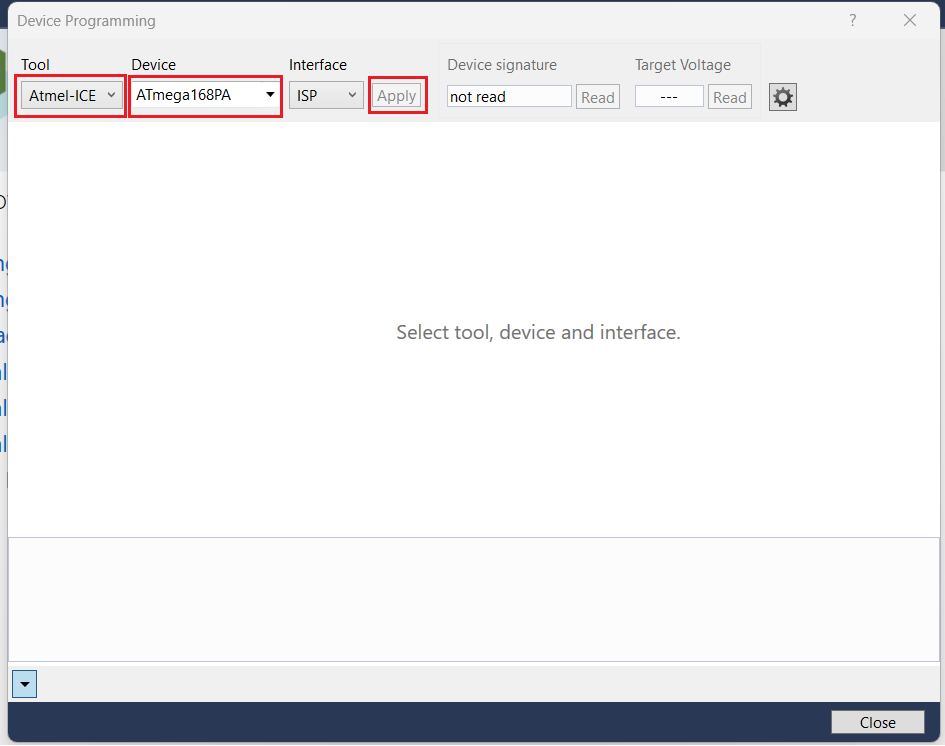 Device Programming ?
Tool Device Interface Device signature Target Voltage
Atmel-ICE ATmega168PA ISP Apply not read Read --- Read
Select tool, device and interface.
Close